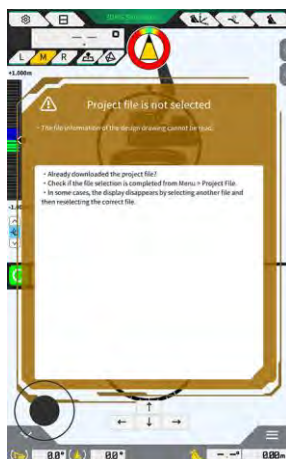 L M R
+1.000m
Project file is not selected
・The file information of the design drawing cannot be read.
・Already downloaded the project file?
・Check if the file selection is completed from Menu > Project File.
・In some cases, the display disappears by selecting another file and
then reselecting the correct file.
0.0° 0.0° 0.00m